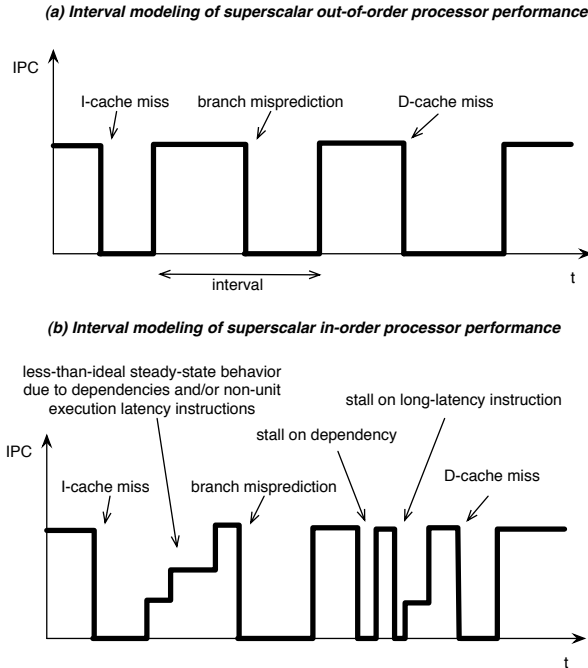 (a) Interval modeling of superscalar out-of-order processor performance
IPC
I-cache miss
branch misprediction
D-cache miss
interval
t
(b) Interval modeling of superscalar in-order processor performance
less-than-ideal steady-state behavior
due to dependencies and/or non-unit
execution latency instructions
stall on long-latency instruction
stall on dependency
IPC
I-cache miss
branch misprediction
D-cache miss
t